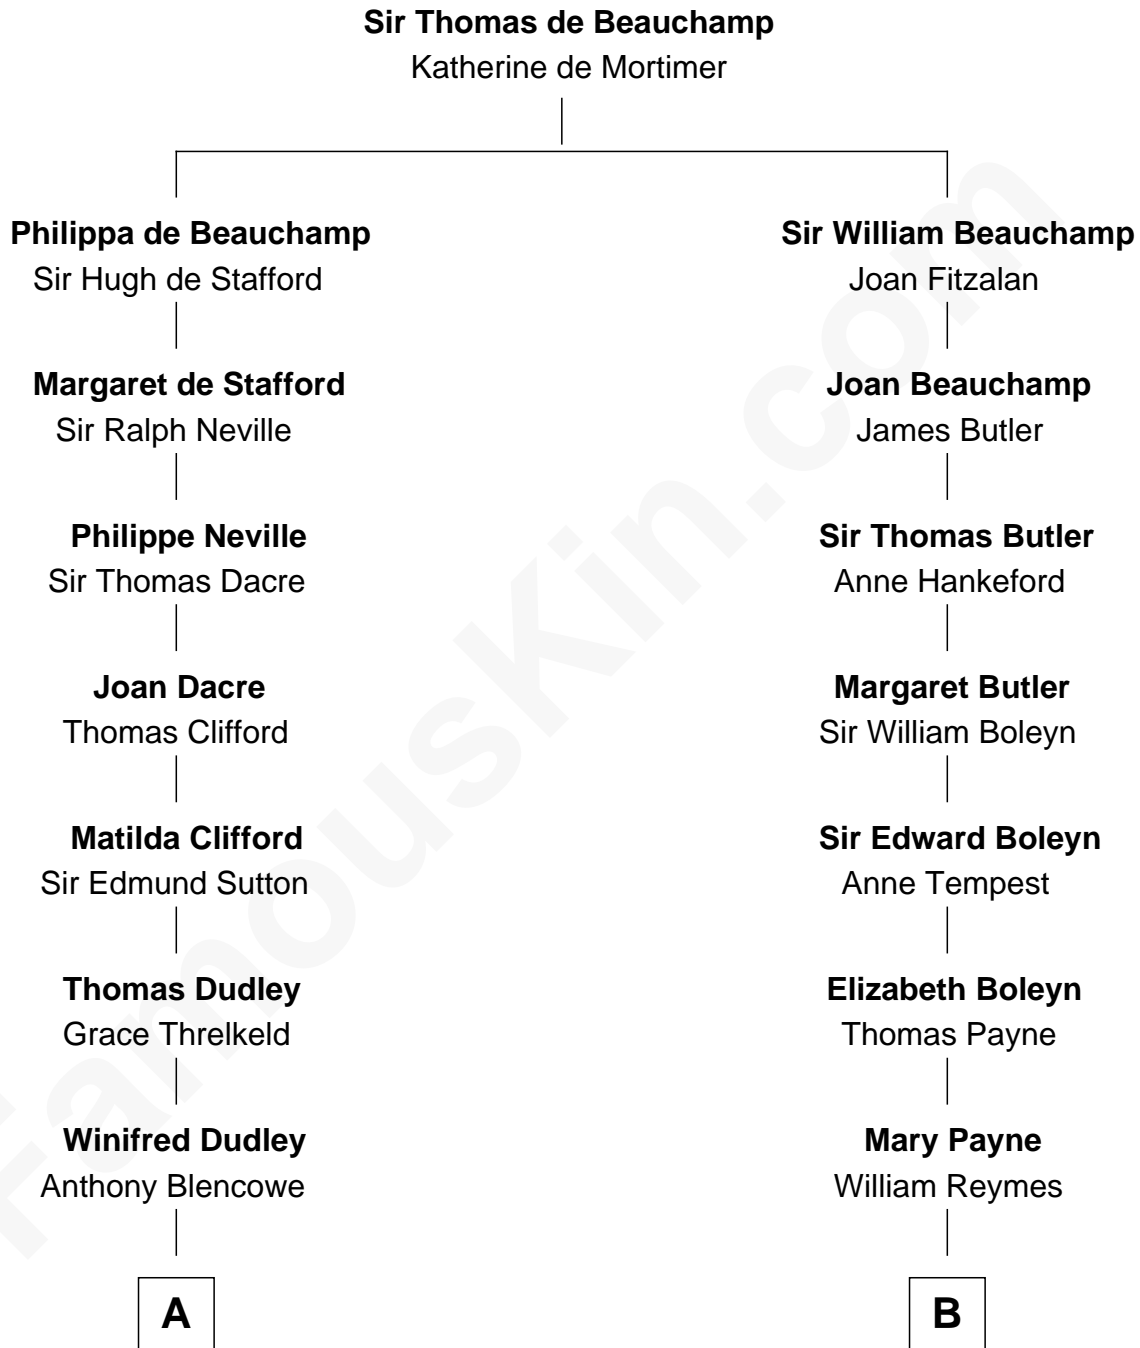 Sir Thomas de Beauchamp
Katherine de Mortimer
Philippa de Beauchamp
Sir Hugh de Stafford
Margaret de Stafford
Sir Ralph Neville
Philippe Neville
Sir Thomas Dacre
Joan Dacre
Thomas Clifford
Matilda Clifford
Sir Edmund Sutton
Thomas Dudley
Grace Threlkeld
Winifred Dudley
Anthony Blencowe
A
Sir William Beauchamp
Joan Fitzalan
Joan Beauchamp
James Butler
Sir Thomas Butler
Anne Hankeford
Margaret Butler
Sir William Boleyn
Sir Edward Boleyn
Anne Tempest
Elizabeth Boleyn
Thomas Payne
Mary Payne
William Reymes
B
FamousKin.com